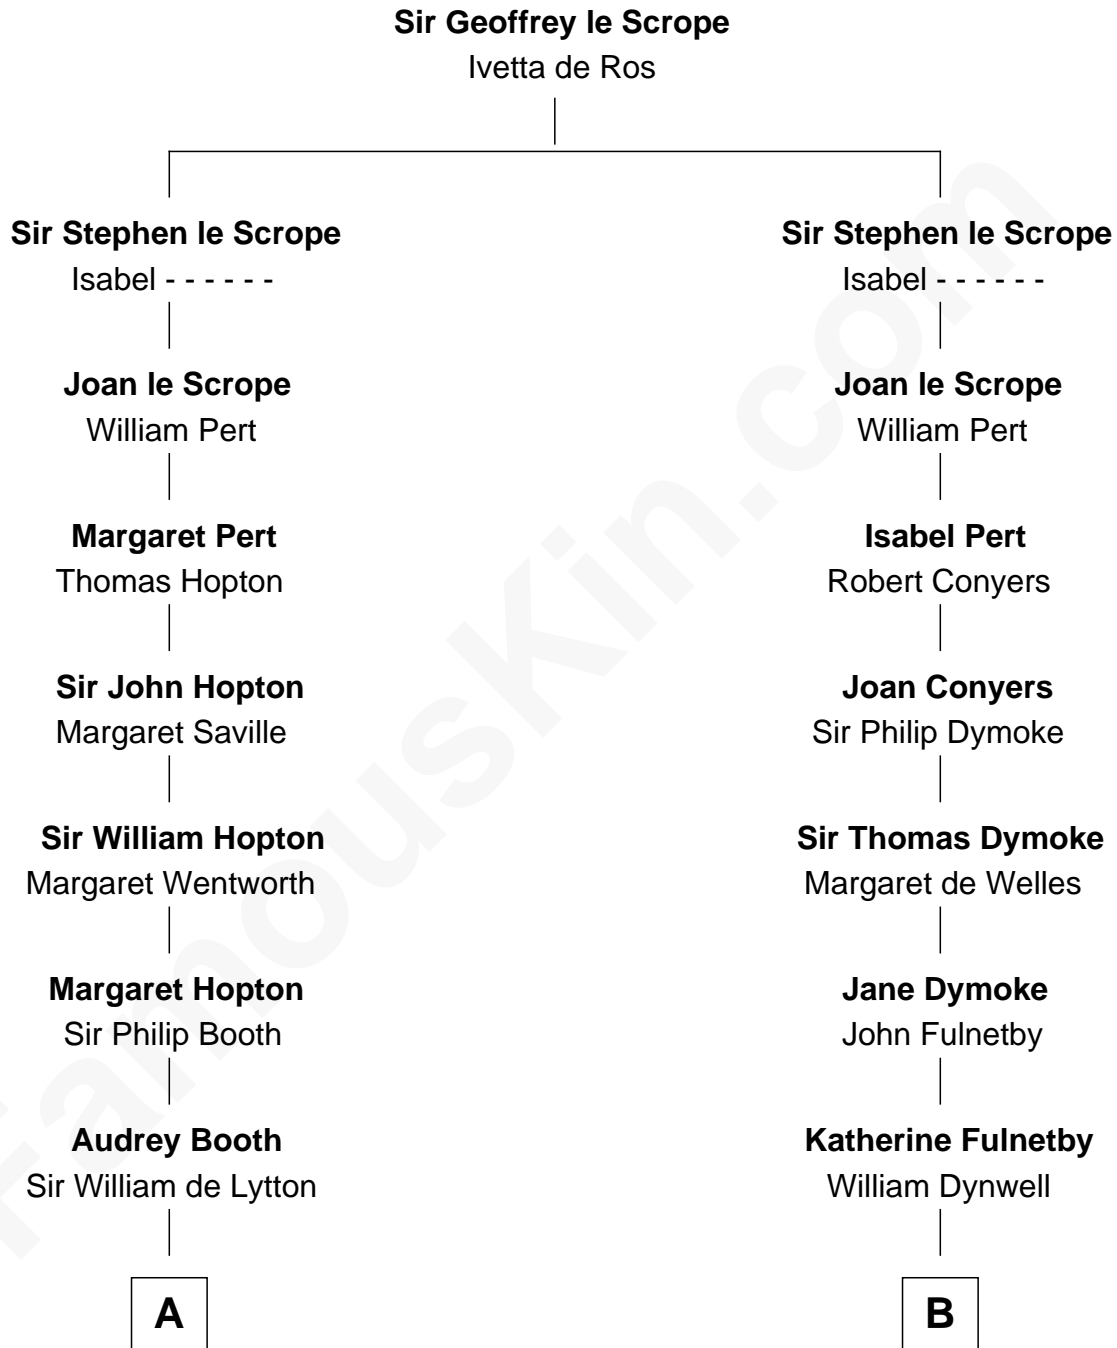 Sir Geoffrey le Scrope
Ivetta de Ros
Sir Stephen le Scrope
Isabel - - - - - -
Joan le Scrope
William Pert
Margaret Pert
Thomas Hopton
Sir John Hopton
Margaret Saville
Sir William Hopton
Margaret Wentworth
Margaret Hopton
Sir Philip Booth
Audrey Booth
Sir William de Lytton
A
Sir Stephen le Scrope
Isabel - - - - - -
Joan le Scrope
William Pert
Isabel Pert
Robert Conyers
Joan Conyers
Sir Philip Dymoke
Sir Thomas Dymoke
Margaret de Welles
Jane Dymoke
John Fulnetby
Katherine Fulnetby
William Dynwell
B
FamousKin.com